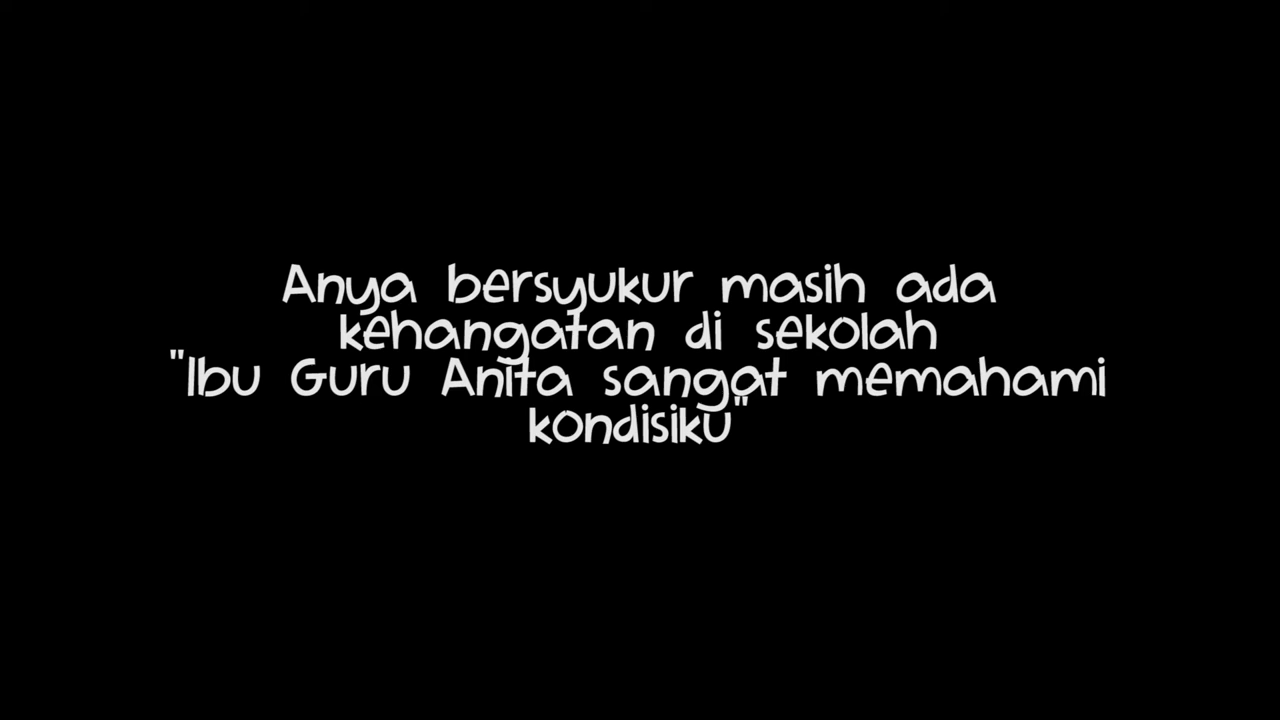 Anya bersyukur masih ada
kehangatan di sekolah
"Ibu Guru Anita sangat memahami
kondisiku"